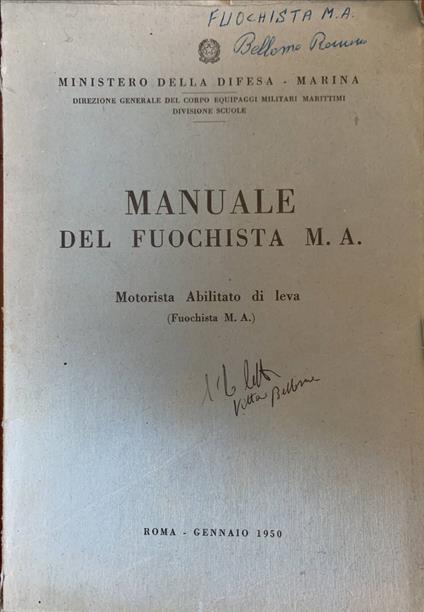 FUOCHISTA M.A.
Bellomo Romano
MINISTERO DELLA DIFESA - MARINA
DIREZIONE GENERALE DEL CORPO EQUIPAGGI MILITARI MARITTIMI
DIVISIONE SCUOLE
MANUALE
DEL FUOCHISTA M. A.
Motorista Abilitato di leva
(Fuochista M. A.)
ROMA - GENNAIO 1950